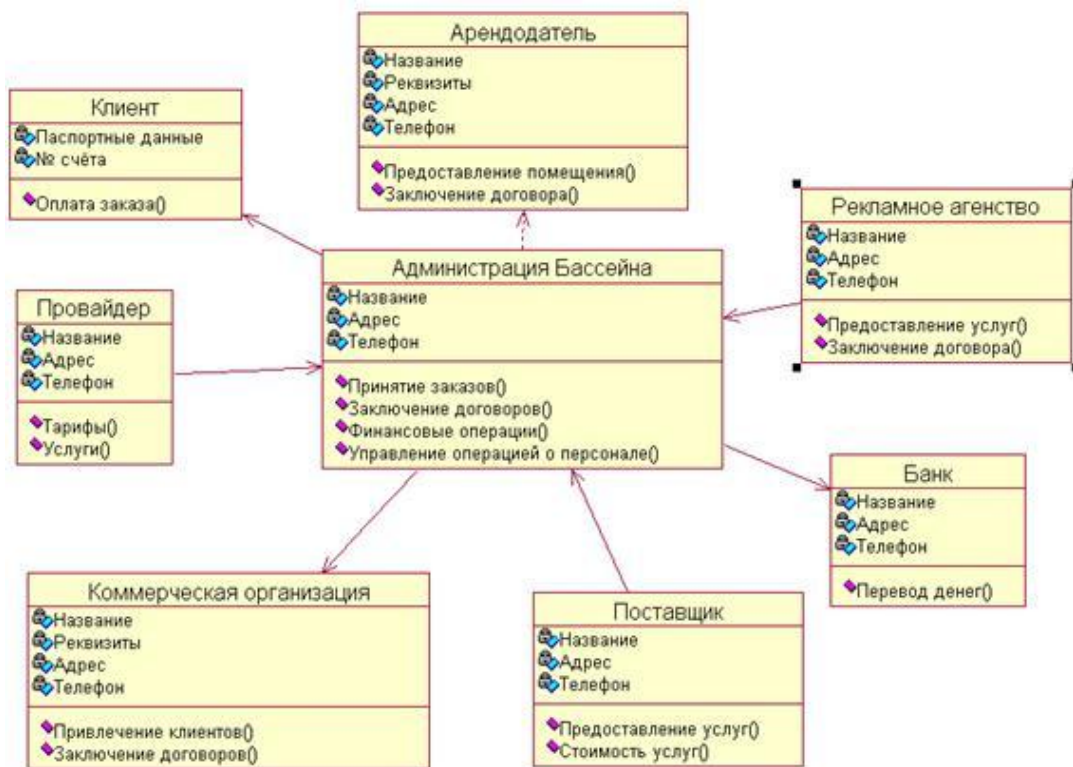 Арендодатель
Название
Реквизиты
Адрес
Телефон
Предоставление помещения()
Заключение договора()
Клиент
Паспортные данные
№ счёта
Оплата заказа()
Рекламное агенство
Название
Адрес
Телефон
Предоставление услуг()
Заключение договора()
Администрация Бассейна
Название
Адрес
Телефон
Принятие заказов()
Заключение договоров()
Финансовые операции()
Управление операцией о персонале()
Провайдер
Название
Адрес
Телефон
Тарифы()
Услуги()
Банк
Название
Адрес
Телефон
Перевод денег()
Коммерческая организация
Название
Реквизиты
Адрес
Телефон
Привлечение клиентов()
Заключение договоров()
Поставщик
Название
Адрес
Телефон
Предоставление услуг()
Стоимость услуг()